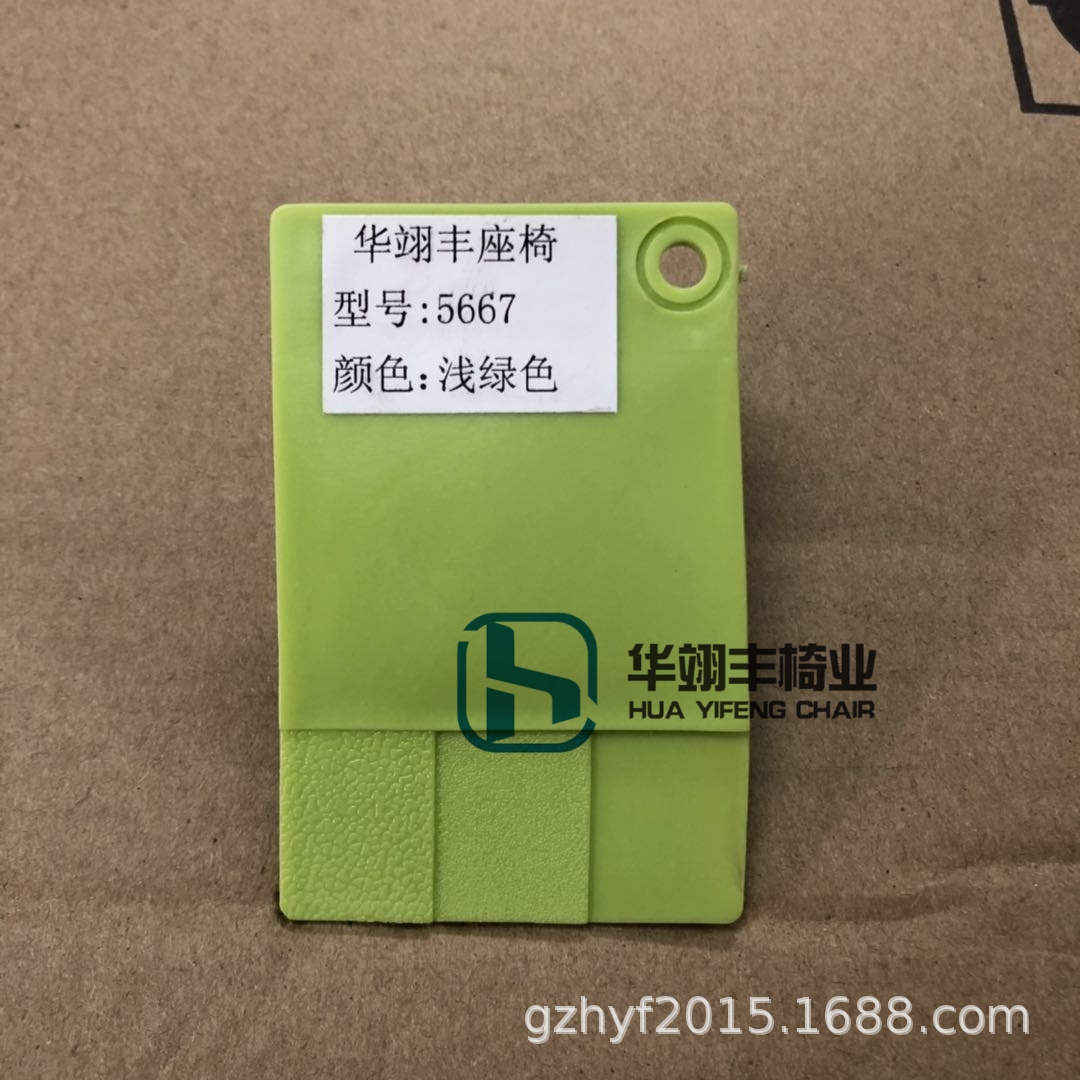 华翊丰座椅
型号:5667
颜色:浅绿色
华翊丰椅业
HUA YIFENG CHAIR
gzhyf2015.1688.com